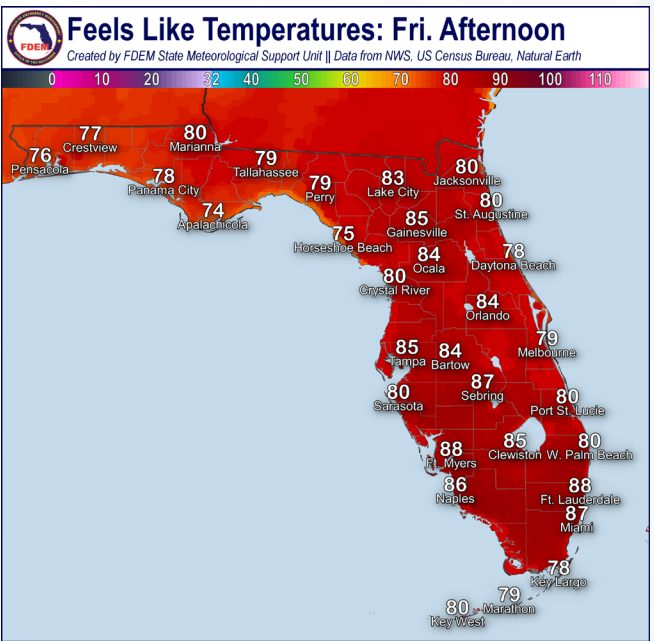 Feels Like Temperatures: Fri. Afternoon
FDEM
Created by FDEM State Meteorological Support Unit || Data from NWS, US Census Bureau, Natural Earth
0 10 20 32 40 50 60 70 80 90 100 110
77
Crestview
80
Marianna
76
Pensacola
79
Tallahassee
78
Panama City
79
Perry
83
Lake City
80
Jacksonville
74
Apalachicola
80
St. Augustine
85
Gainesville
75
Horseshoe Beach
84
Ocala
78
Daytona Beach
80
Crystal River
84
Orlando
79
Melbourne
85
Tampa
84
Bartow
87
Sebring
80
Sarasota
80
Port St. Lucie
88
Ft. Myers
85
Clewiston
80
W. Palm Beach
86
Naples
88
Ft. Lauderdale
87
Miami
78
Key Largo
79
Marathon
80
Key West